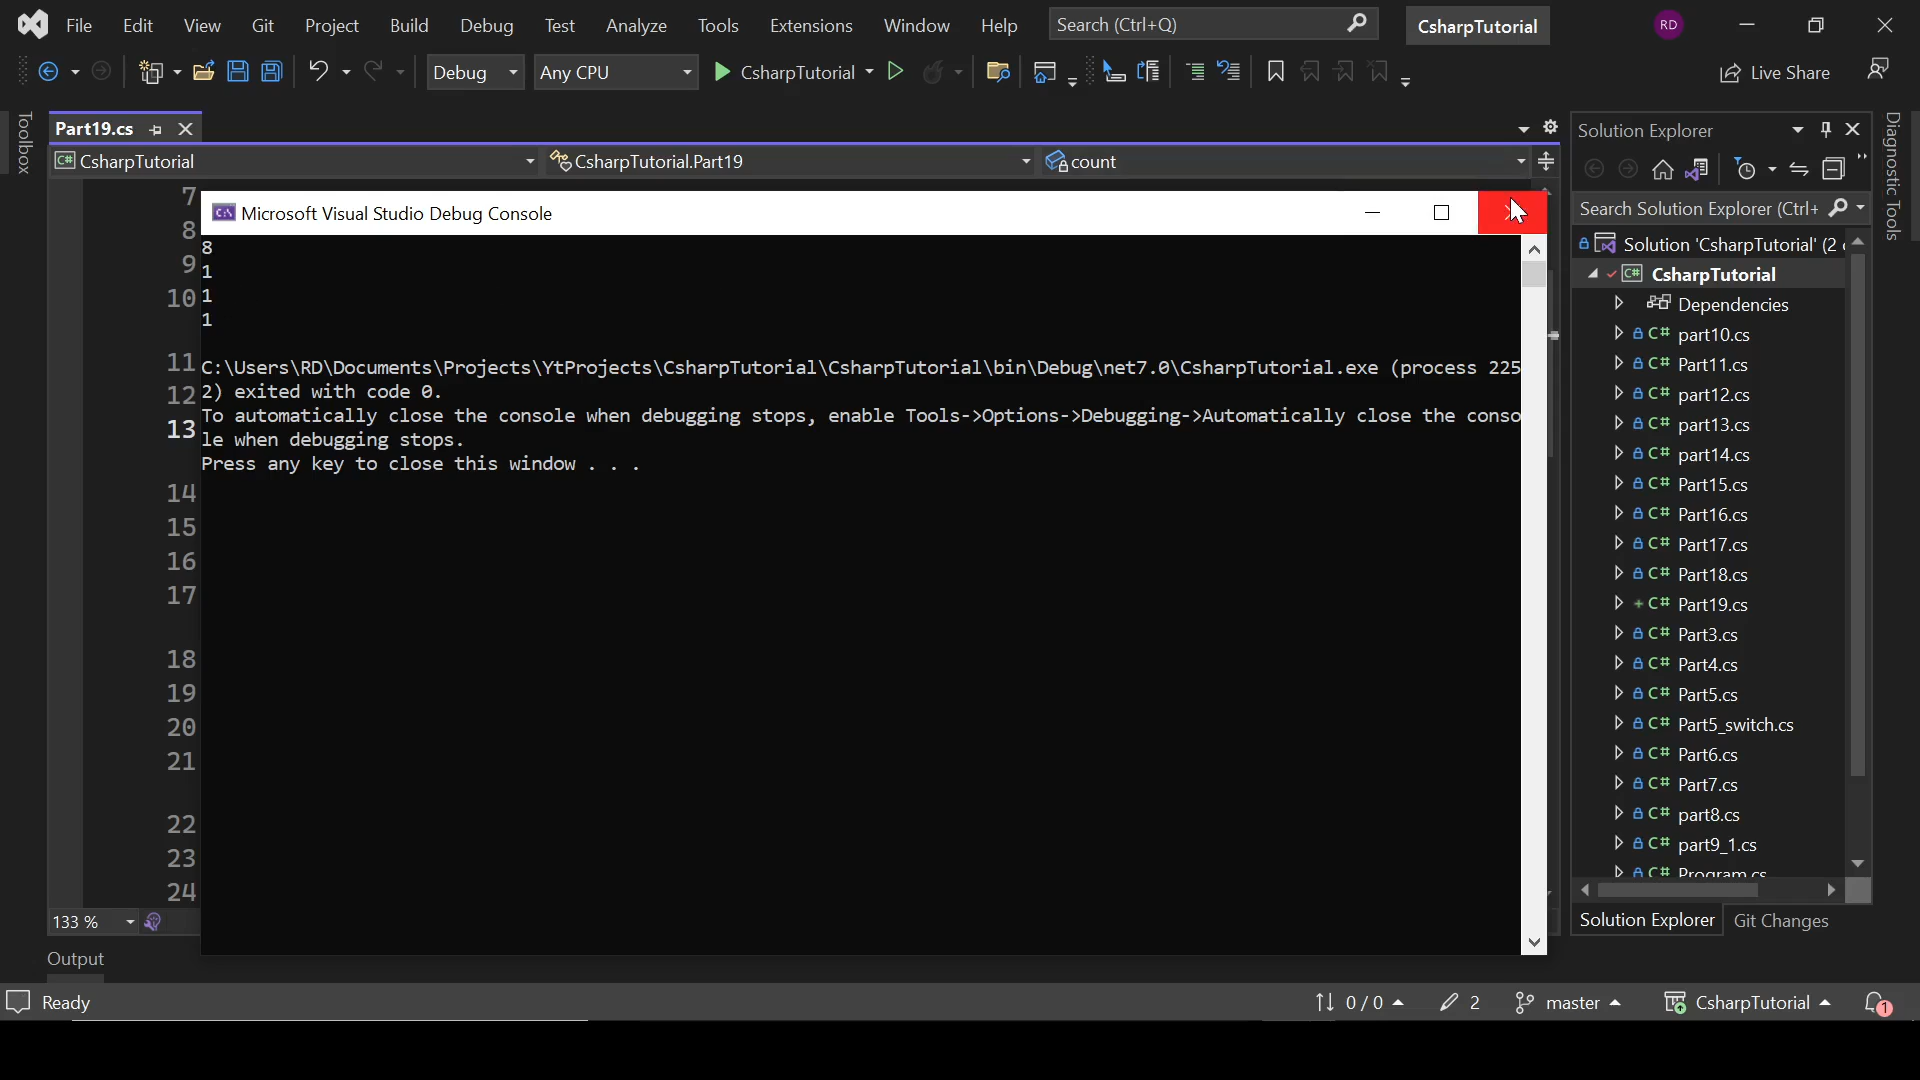 File Edit View Git Project Build Debug Test Analyze Tools Extensions Window Help Search (Ctrl+Q) CsharpTutorial RD
Debug Any CPU CsharpTutorial Live Share
Toolbox
Part19.cs
CsharpTutorial CsharpTutorial.Part19 count
7
8
9
10
11
12
13
14
15
16
17
18
19
20
21
22
23
24
Microsoft Visual Studio Debug Console
8
1
1
1
C:\Users\RD\Documents\Projects\YtProjects\CsharpTutorial\CsharpTutorial\bin\Debug\net7.0\CsharpTutorial.exe (process 225
2) exited with code 0.
To automatically close the console when debugging stops, enable Tools->Options->Debugging->Automatically close the conso
le when debugging stops.
Press any key to close this window . . .
133 %
Output
Solution Explorer
Search Solution Explorer (Ctrl+
Solution 'CsharpTutorial' (2
C# CsharpTutorial
Dependencies
C# part10.cs
C# Part11.cs
C# part12.cs
C# part13.cs
C# part14.cs
C# Part15.cs
C# Part16.cs
C# Part17.cs
C# Part18.cs
C# Part19.cs
C# Part3.cs
C# Part4.cs
C# Part5.cs
C# Part5_switch.cs
C# Part6.cs
C# Part7.cs
C# part8.cs
C# part9_1.cs
C# Program.cs
Solution Explorer Git Changes
Diagnostic Tools
Ready 0 / 0 2 master CsharpTutorial 1